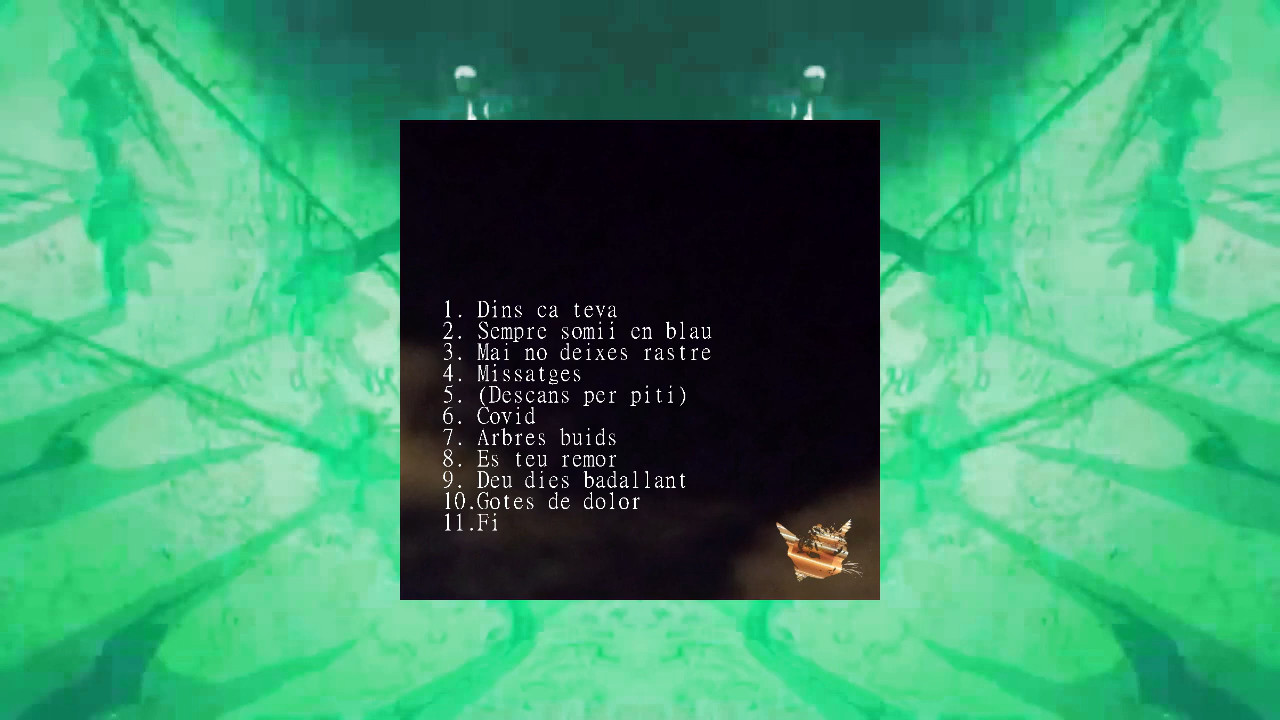 1. Dins ca teva
2. Sempre somii en blau
3. Mai no deixes rastre
4. Missatges
5. (Descans per piti)
6. Covid
7. Arbres buids
8. Es teu remor
9. Deu dies badallant
10.Gotes de dolor
11.Fi